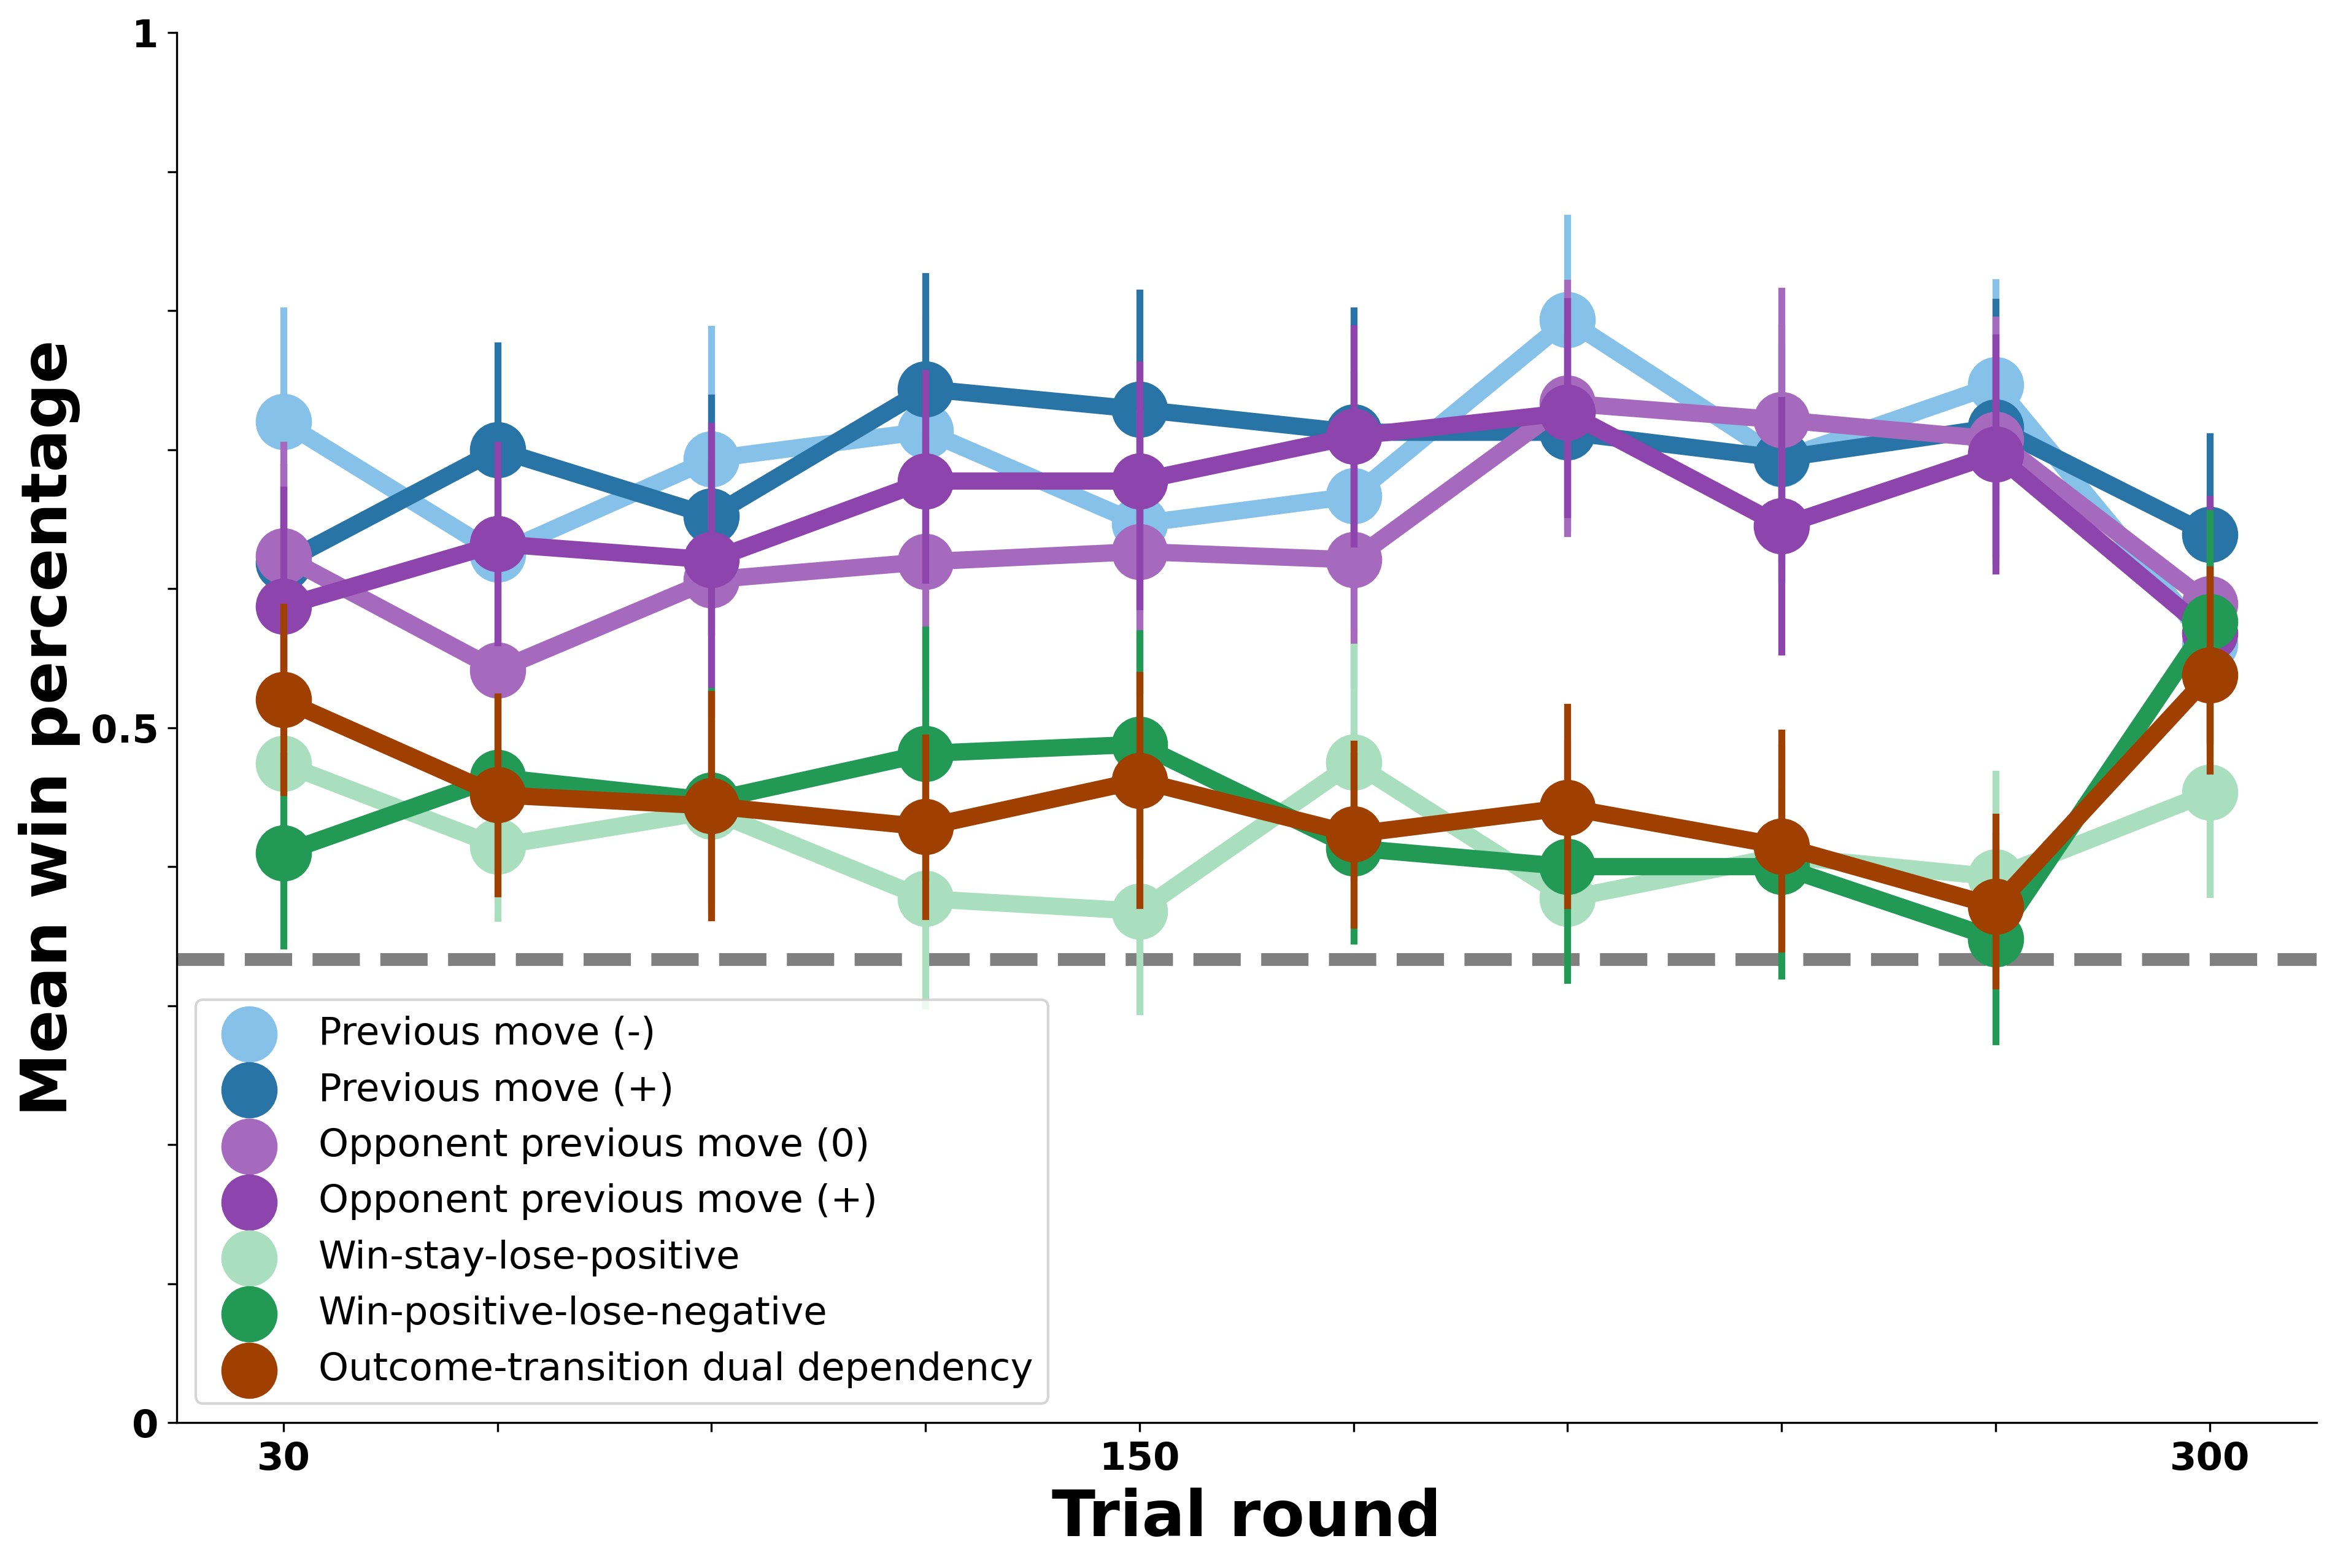 Mean win percentage
1
0.5
0
Previous move (-)
Previous move (+)
Opponent previous move (0)
Opponent previous move (+)
Win-stay-lose-positive
Win-positive-lose-negative
Outcome-transition dual dependency
30 150 300
Trial round